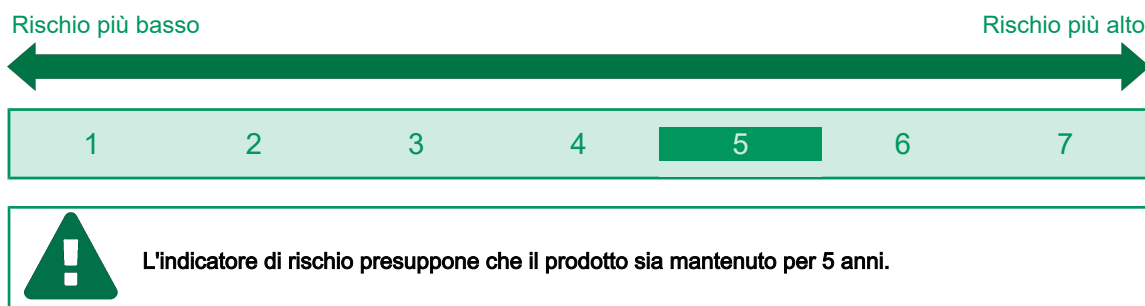 Rischio più basso Rischio più alto
1 2 3 4 5 6 7
L'indicatore di rischio presuppone che il prodotto sia mantenuto per 5 anni.